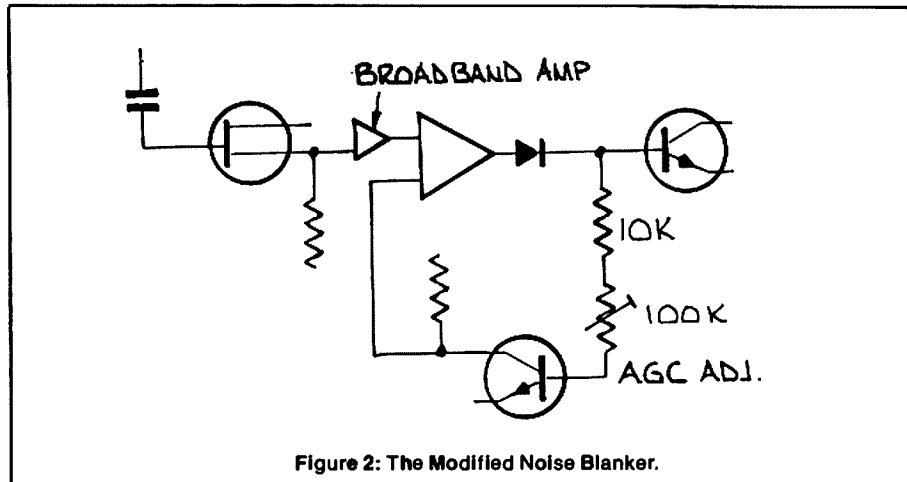 BROADBAND AMP
10K
100K
AGC ADJ.
Figure 2: The Modified Noise Blanker.